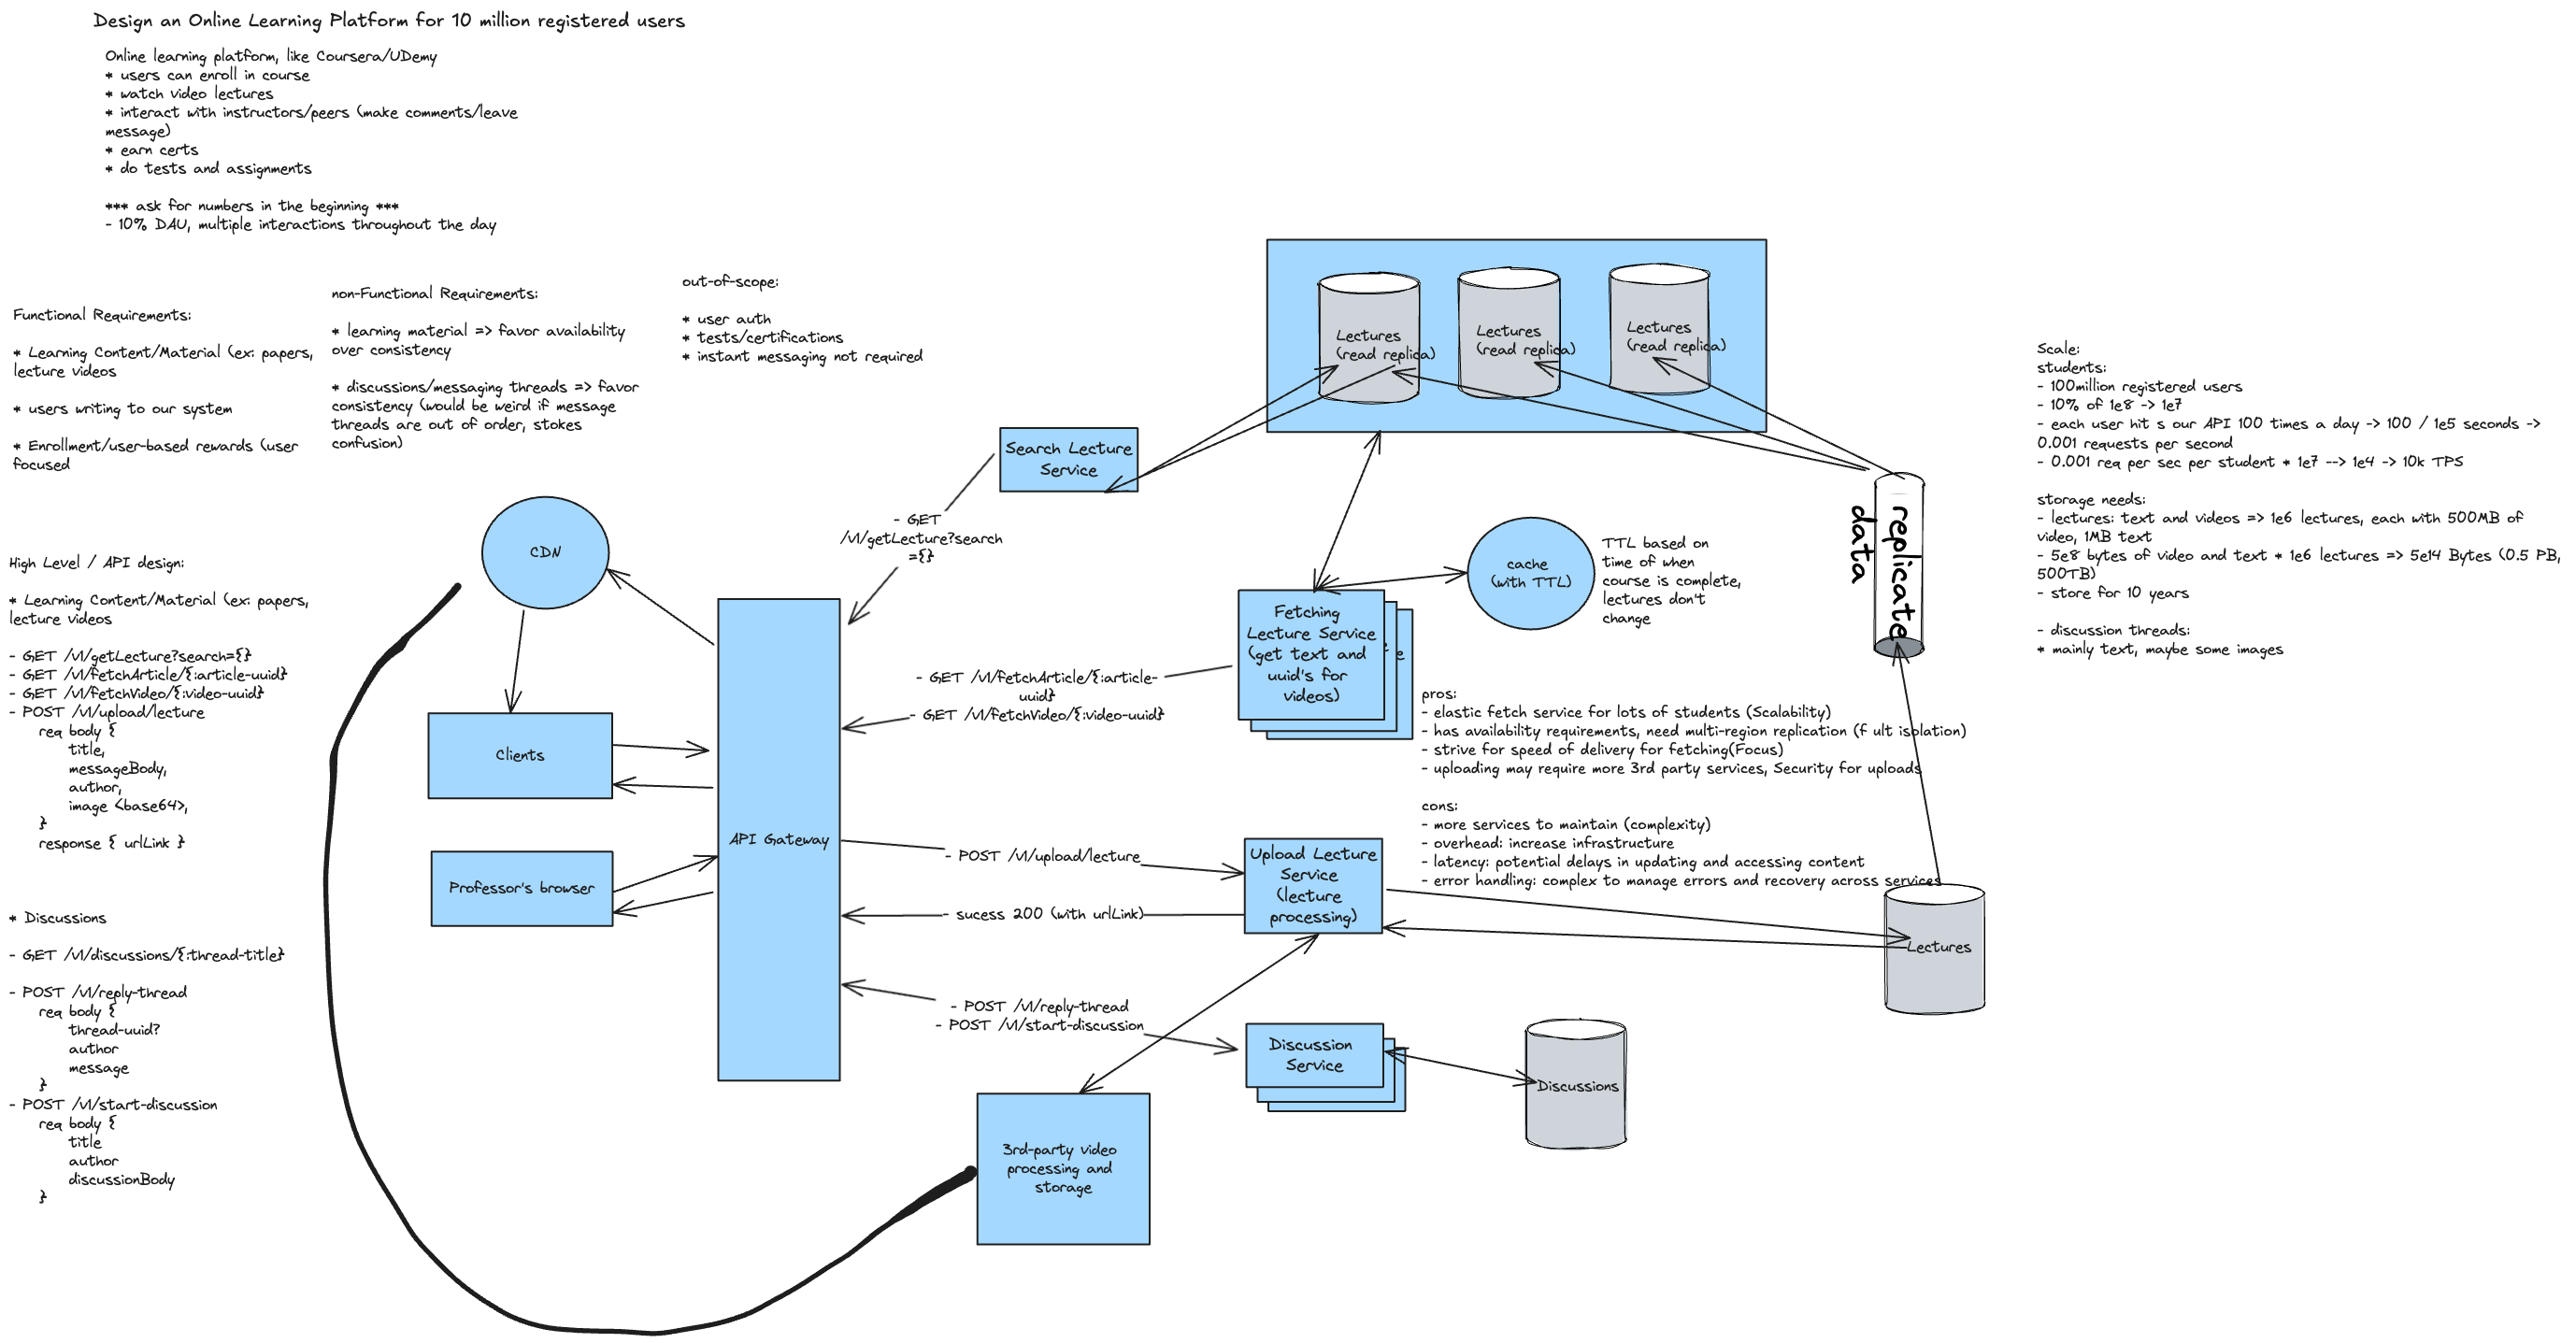 Design an Online Learning Platform for 10 million registered users
Online learning platform, like Coursera/UDemy
* users can enroll in course
* watch video lectures
* interact with instructors/peers (make comments/leave
message)
* earn certs
* do tests and assignments
*** ask for numbers in the beginning ***
- 10% DAU, multiple interactions throughout the day
Functional Requirements:
* Learning Content/Material (ex: papers,
lecture videos
* users writing to our system
* Enrollment/user-based rewards (user
focused
non-Functional Requirements:
* learning material => favor availability
over consistency
* discussions/messaging threads => favor
consistency (would be weird if message
threads are out of order, stokes
confusion)
out-of-scope:
* user auth
* tests/certifications
* instant messaging not required
High Level / API design:
* Learning Content/Material (ex: papers,
lecture videos
- GET /v1/getLecture?search={}
- GET /v1/fetchArticle/{:article-uuid}
- GET /v1/fetchVideo/{:video-uuid}
- POST /v1/upload/lecture
req body {
title,
messageBody,
author,
image <base64>,
}
response { urlLink }
* Discussions
- GET /v1/discussions/{:thread-title}
- POST /v1/reply-thread
req body {
thread-uuid?
author
message
}
- POST /v1/start-discussion
req body {
title
author
discussionBody
}
CDN
Clients
Professor's browser
API Gateway
Search Lecture
Service
- GET
/v1/getLecture?search
={}
- GET /v1/fetchArticle/{:article-
uuid}
- GET /v1/fetchVideo/{:video-uuid}
- POST /v1/upload/lecture
- sucess 200 (with urlLink)
- POST /v1/reply-thread
- POST /v1/start-discussion
3rd-party video
processing and
storage
Lectures
(read replica)
Lectures
(read replica)
Lectures
(read replica)
Fetching
Lecture Service
(get text and
uuid's for
videos)
e
cache
(with TTL)
TTL based on
time of when
course is complete,
lectures don't
change
replicate
data
pros:
- elastic fetch service for lots of students (Scalability)
- has availability requirements, need multi-region replication (f ult isolation)
- strive for speed of delivery for fetching(Focus)
- uploading may require more 3rd party services, Security for uploads
cons:
- more services to maintain (complexity)
- overhead: increase infrastructure
- latency: potential delays in updating and accessing content
- error handling: complex to manage errors and recovery across services
Upload Lecture
Service
(lecture
processing)
Lectures
Discussion
Service
Discussions
Scale:
students:
- 100million registered users
- 10% of 1e8 -> 1e7
- each user hit s our API 100 times a day -> 100 / 1e5 seconds ->
0.001 requests per second
- 0.001 req per sec per student * 1e7 --> 1e4 -> 10k TPS
storage needs:
- lectures: text and videos => 1e6 lectures, each with 500MB of
video, 1MB text
- 5e8 bytes of video and text * 1e6 lectures => 5e14 Bytes (0.5 PB,
500TB)
- store for 10 years
- discussion threads:
* mainly text, maybe some images